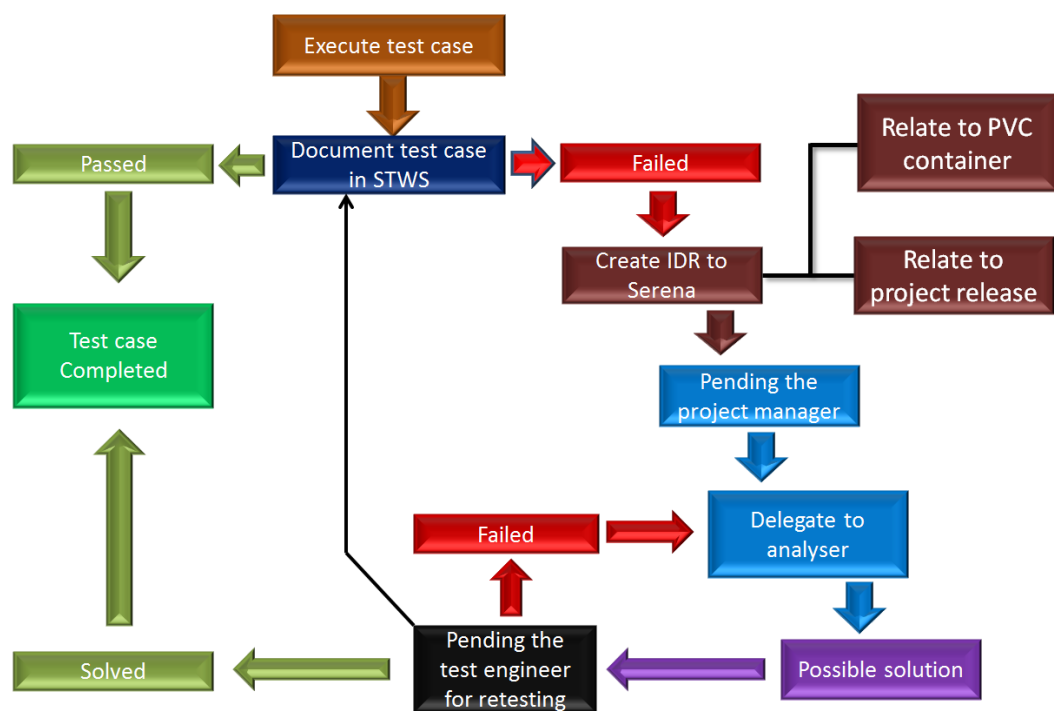 Execute test case
Passed
Document test case
in STWS
Failed
Relate to PVC
container
Create IDR to
Serena
Relate to
project release
Test case
Completed
Pending the
project manager
Failed
Delegate to
analyser
Solved
Pending the
test engineer
for retesting
Possible solution